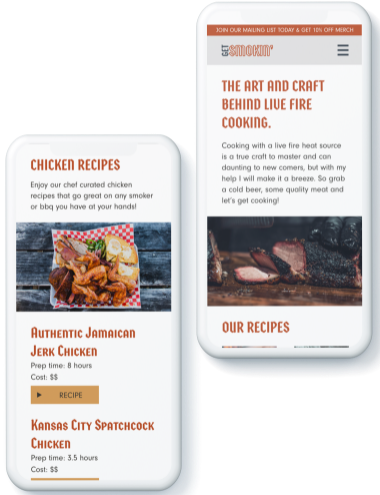 JOIN OUR MAILING LIST TODAY & GET 10% OFF MERCH
GET SMOKIN'
THE ART AND CRAFT
BEHIND LIVE FIRE
COOKING.
Cooking with a live fire heat source
is a true craft to master and can
daunting to new comers, but with my
help I will make it a breeze. So grab
a cold beer, some quality meat and
let's get cooking!
OUR RECIPES
CHICKEN RECIPES
Enjoy our chef curated chicken
recipes that go great on any smoker
or bbq you have at your hands!
Authentic Jamaican
Jerk Chicken
Prep time: 8 hours
Cost: $$
RECIPE
Kansas City Spatchcock
Chicken
Prep time: 3.5 hours
Cost: $$